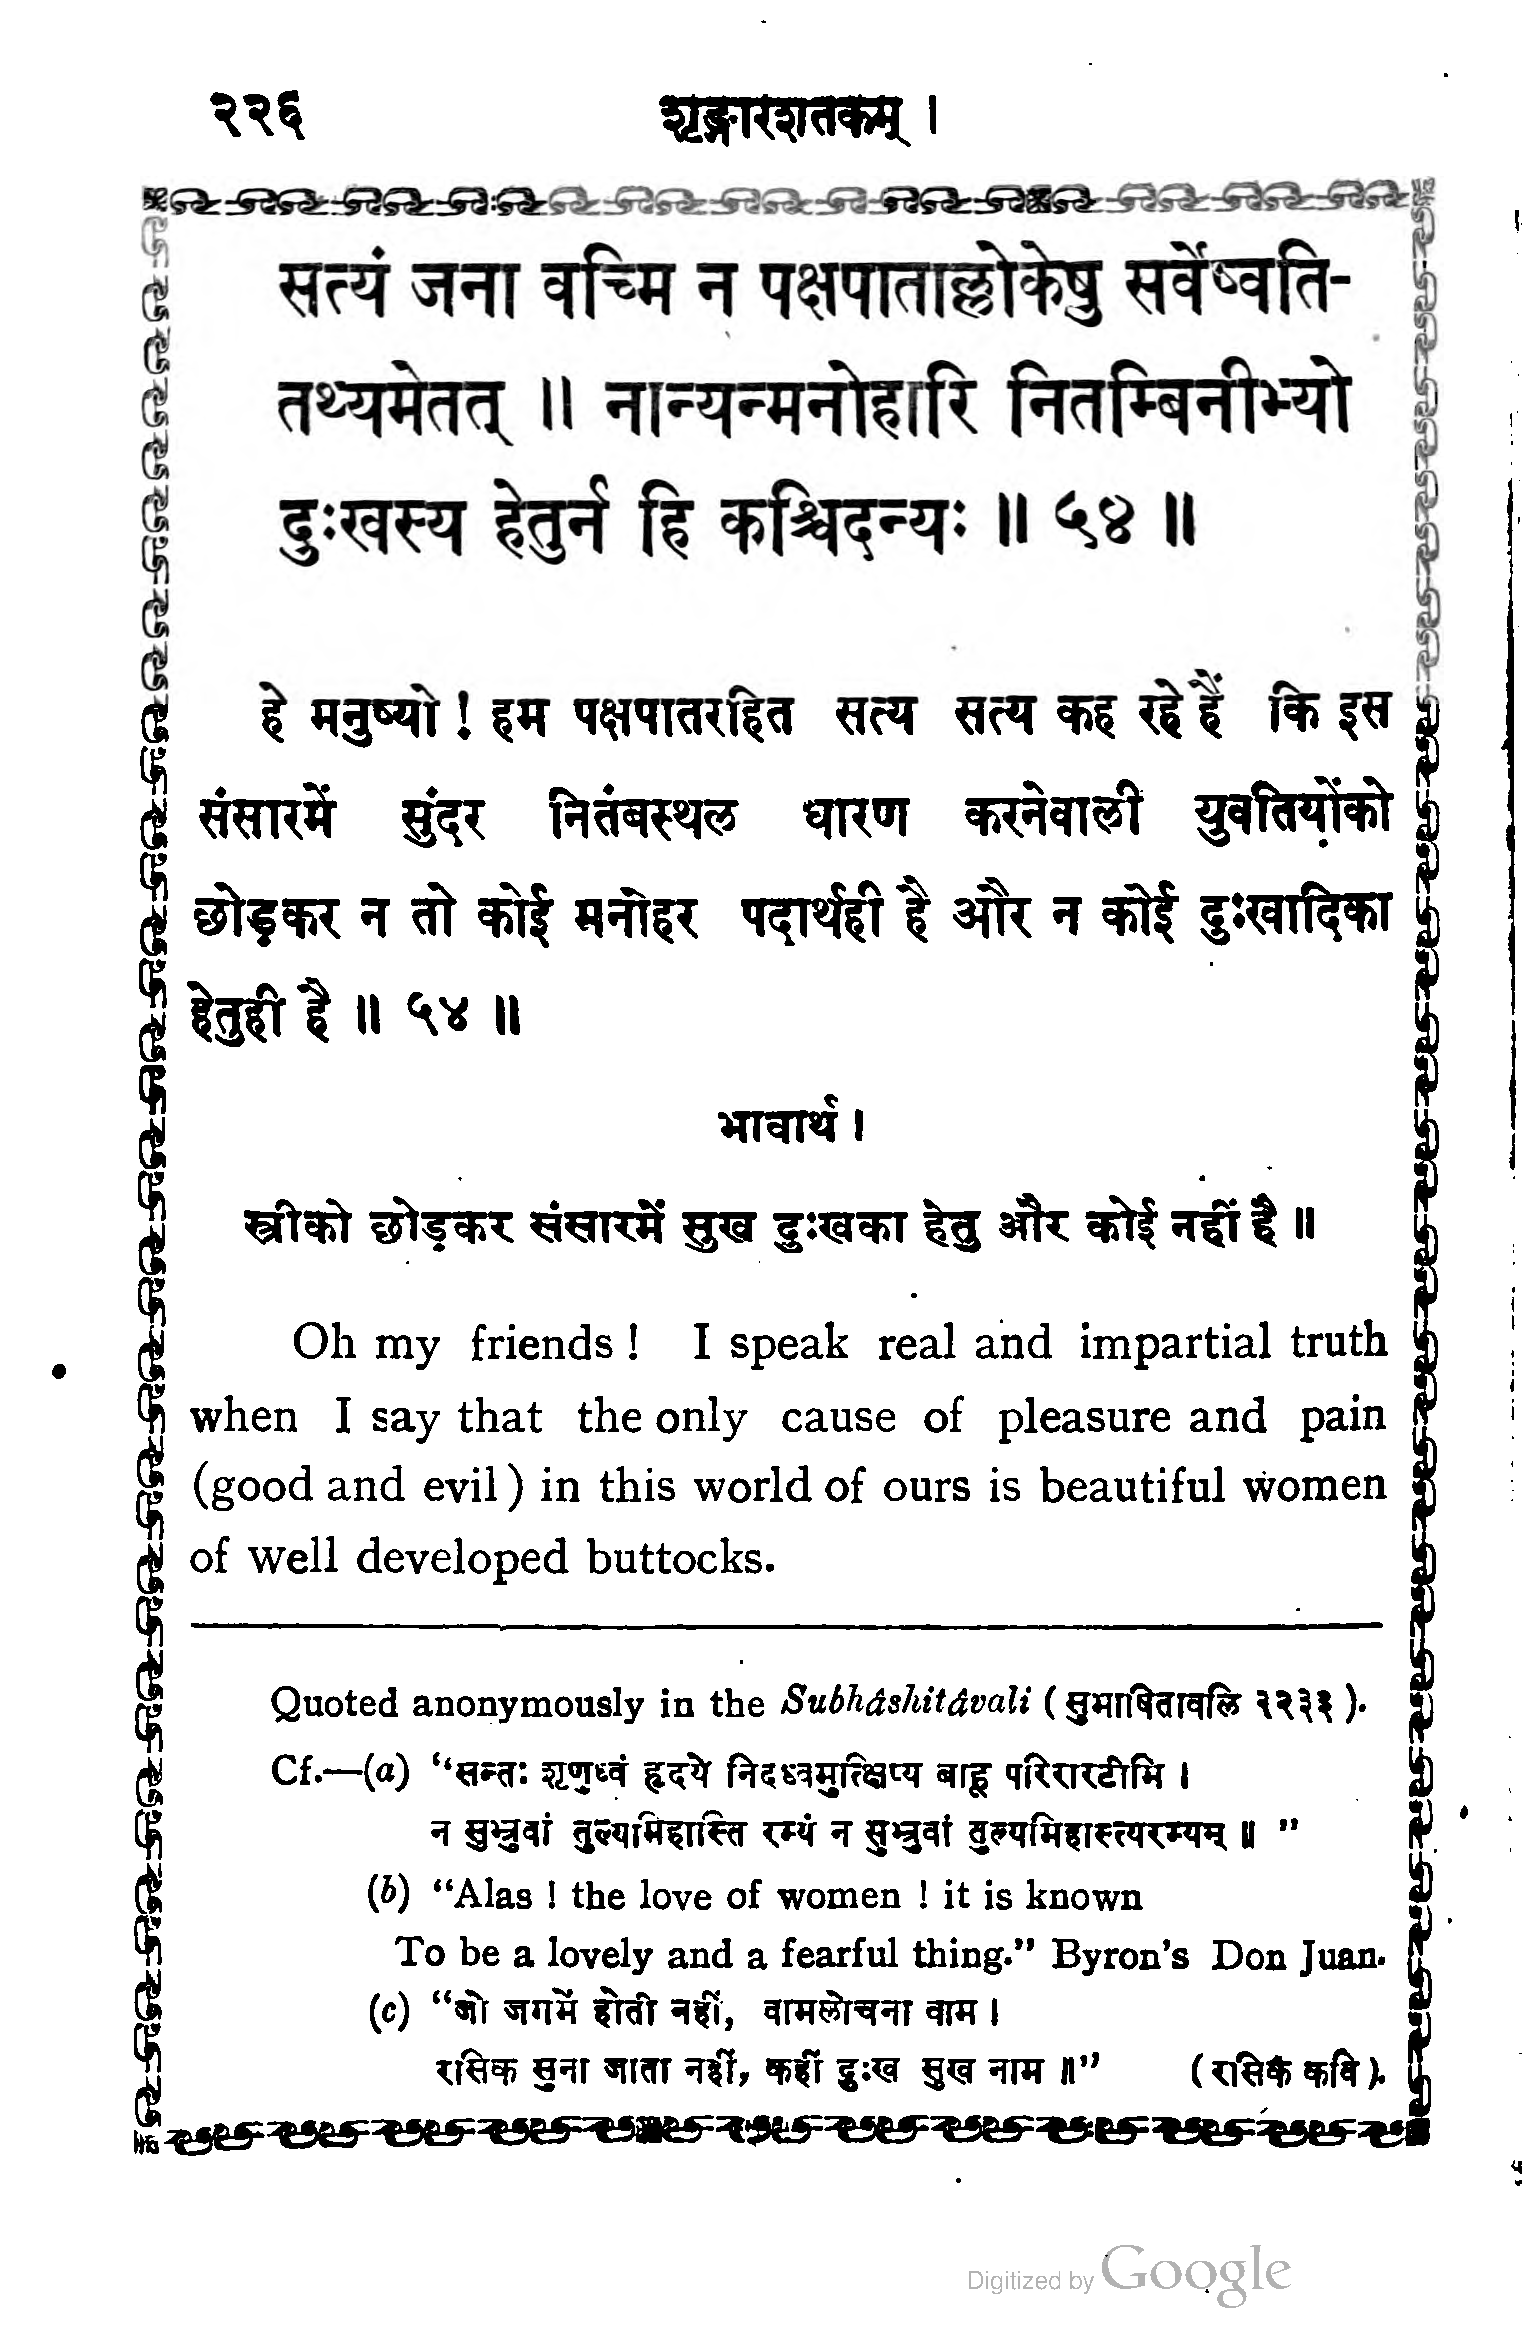 २२६ शृङ्गारशतकम् ।
सत्यं जना वच्मि न पक्षपाताल्लोकेषु सर्वेष्वति-
तथ्यमेतत् ॥ नान्यन्मनोहारि नितम्बिनीभ्यो
दुःखस्य हेतुर्न हि कश्चिदन्यः ॥ ५४ ॥
हे मनुष्यो ! हम पक्षपातरहित सत्य सत्य कह रहे हैं कि इस
संसारमें सुंदर नितंबस्थल धारण करनेवाली युवतियोंको
छोड़कर न तो कोई मनोहर पदार्थही है और न कोई दुःखादिका
हेतुही है ॥ ५४ ॥
भावार्थ ।
स्त्रीको छोड़कर संसारमें सुख दुःखका हेतु और कोई नहीं है ॥
Oh my friends ! I speak real and impartial truth
when I say that the only cause of pleasure and pain
(good and evil) in this world of ours is beautiful women
of well developed buttocks.
Quoted anonymously in the Subhâshitâvali ( सुभाषितावलि २२३३ ).
Cf.—(a) “सन्तः शृणुध्वं हृदये निदध्वमुत्क्षिप्य बाहू परिरारटीमि ।
न सुभ्रुवां तुल्यमिहास्ति रम्यं न सुभ्रुवां तुल्यमिहास्त्यरम्यम् ॥ ”
(b) “Alas ! the love of women ! it is known
To be a lovely and a fearful thing.” Byron’s Don Juan.
(c) “जो जगमें होती नहीं, वामलोचना वाम ।
रसिक सुना जाता नहीं, कहीं दुःख सुख नाम ॥” ( रसिक कवि ).
Digitized by Google